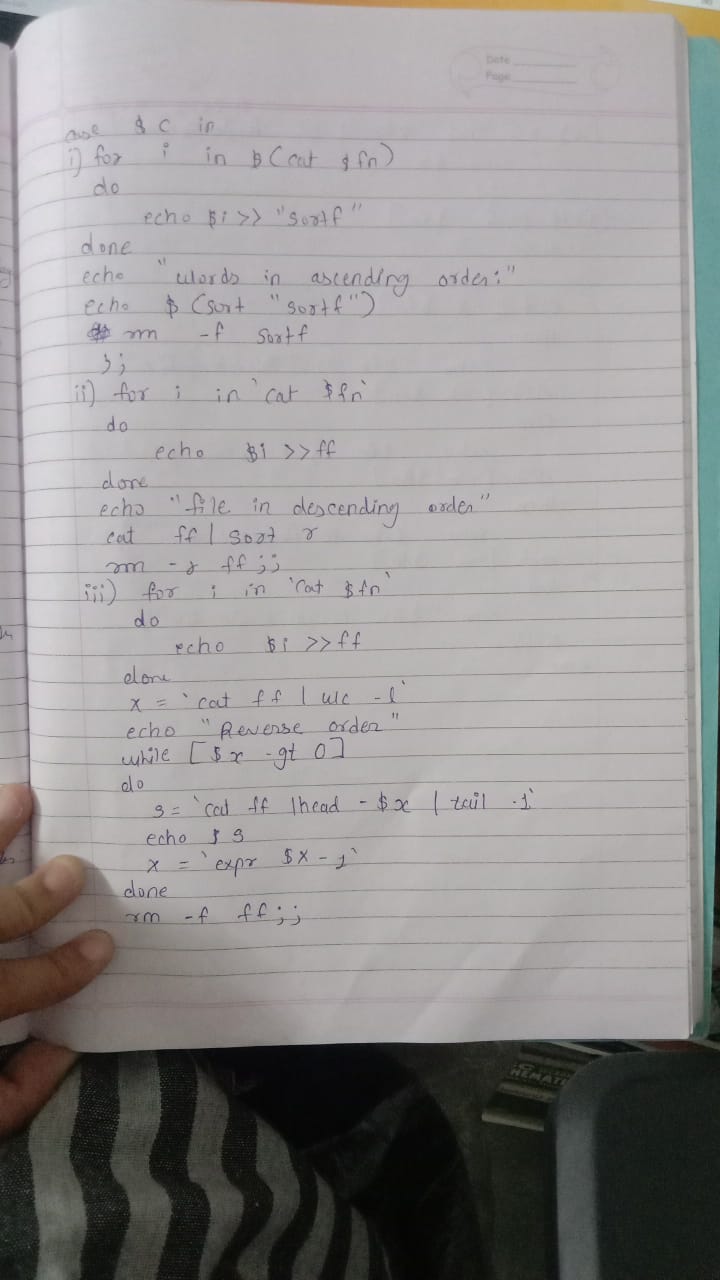 Date
Page
case $ c in
i) for i in $(cat $fn)
do
echo $i >> "sortf"
done
echo "words in ascending order:"
echo $ (sort "sortf")
rm -f sortf
;;
ii) for i in `cat $fn`
do
echo $i >>ff
done
echo "file in descending order"
cat ff | sort r
rm -r ff ;;
iii) for i in `cat $fn`
do
echo $i >>ff
done
x = `cat ff | wc -l`
echo "Reverse order"
while [$x -gt 0]
do
s = `cat ff |head - $x | tail -1`
echo $ s
x = `expr $x - 1`
done
rm -f ff ;;